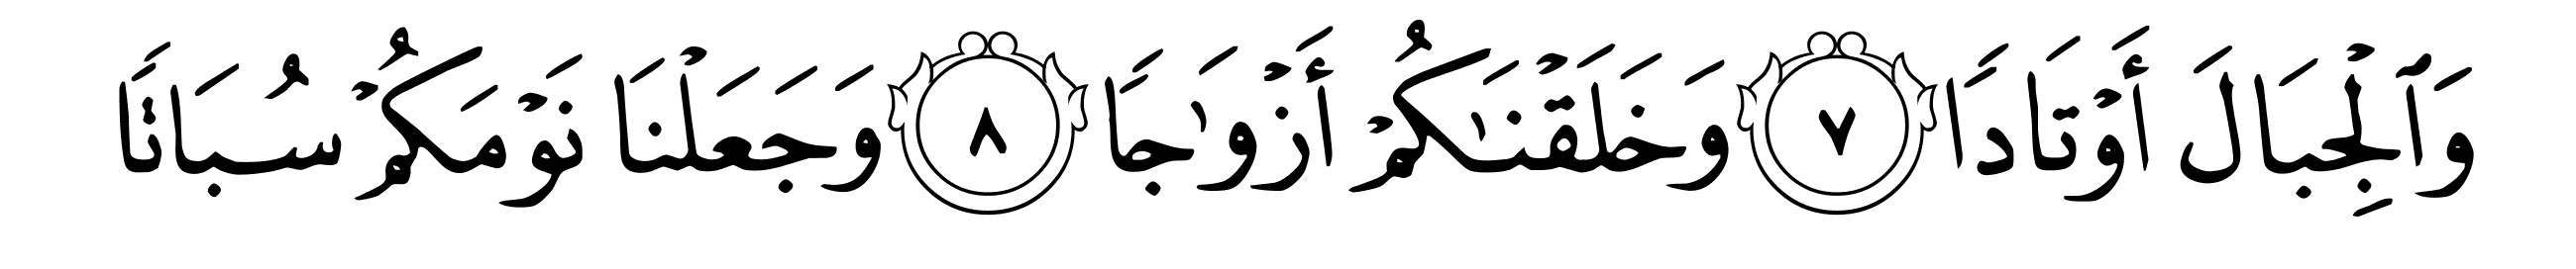 وَٱلْجِبَالَ أَوْتَادًا ٧ وَخَلَقْنَـٰكُمْ أَزْوَٰجًا ٨ وَجَعَلْنَا نَوْمَكُمْ سُبَاتًا